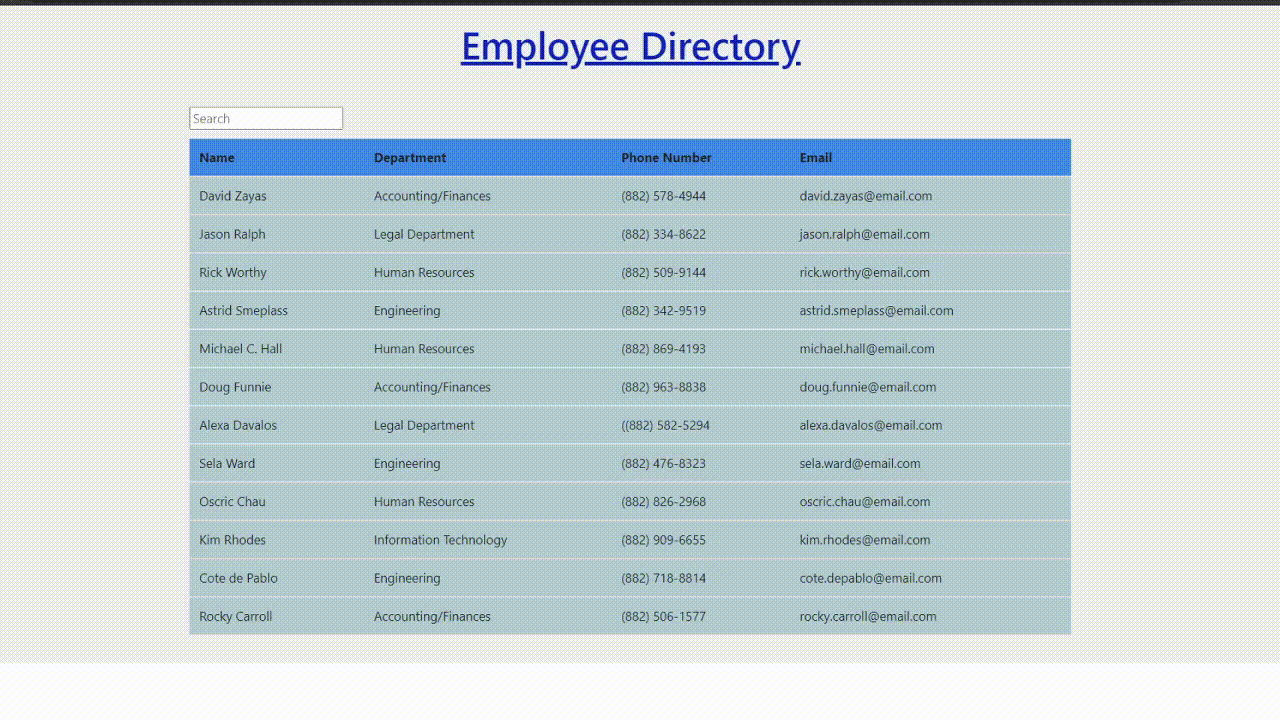 Employee Directory
Search
Name Department Phone Number Email
David Zayas Accounting/Finances (882) 578-4944 david.zayas@email.com
Jason Ralph Legal Department (882) 334-8622 jason.ralph@email.com
Rick Worthy Human Resources (882) 509-9144 rick.worthy@email.com
Astrid Smeplass Engineering (882) 342-9519 astrid.smeplass@email.com
Michael C. Hall Human Resources (882) 869-4193 michael.hall@email.com
Doug Funnie Accounting/Finances (882) 963-8838 doug.funnie@email.com
Alexa Davalos Legal Department ((882) 582-5294 alexa.davalos@email.com
Sela Ward Engineering (882) 476-8323 sela.ward@email.com
Oscric Chau Human Resources (882) 826-2968 oscric.chau@email.com
Kim Rhodes Information Technology (882) 909-6655 kim.rhodes@email.com
Cote de Pablo Engineering (882) 718-8814 cote.depablo@email.com
Rocky Carroll Accounting/Finances (882) 506-1577 rocky.carroll@email.com